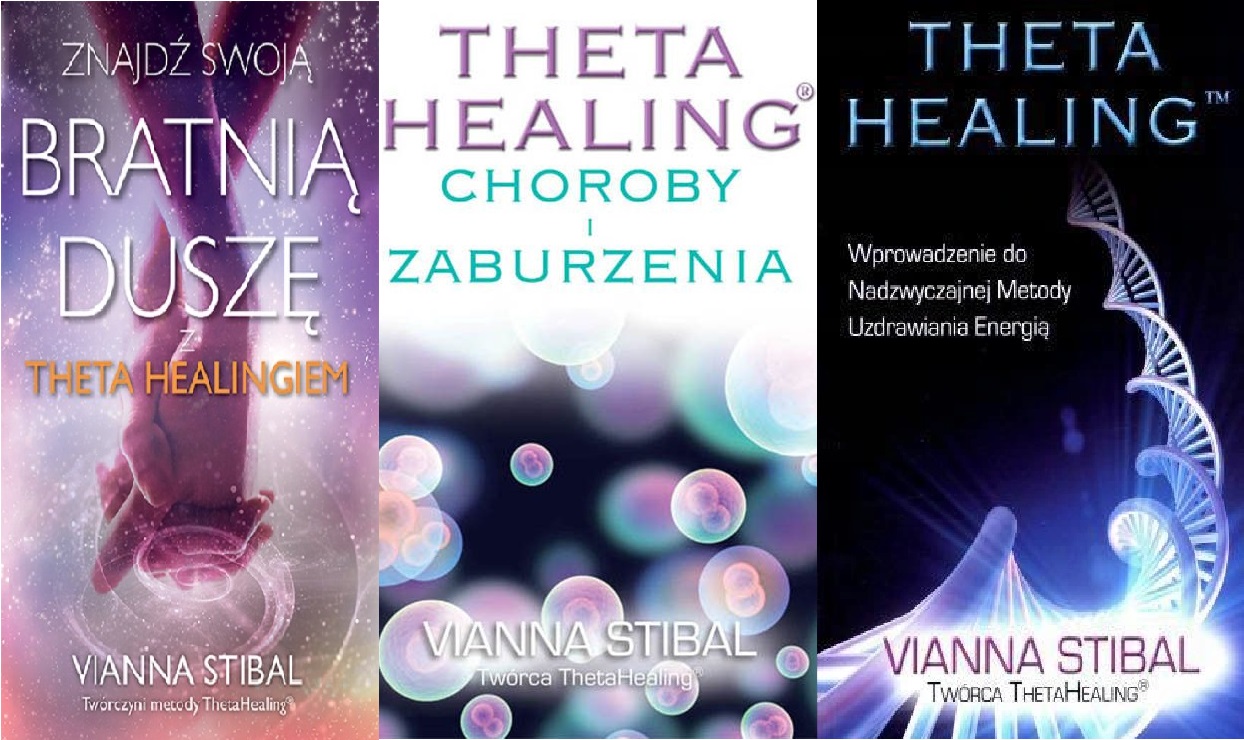 ZNAJDŹ SWOJĄ
BRATNIĄ
DUSZĘ
Z
THETA HEALINGIEM
VIANNA STIBAL
Twórczyni metody ThetaHealing®
THETA
HEALING®
CHOROBY
I
ZABURZENIA
VIANNA STIBAL
Twórca ThetaHealing®
THETA
HEALING™
Wprowadzenie do
Nadzwyczajnej Metody
Uzdrawiania Energią
VIANNA STIBAL
TWÓRCA THETAHEALING®